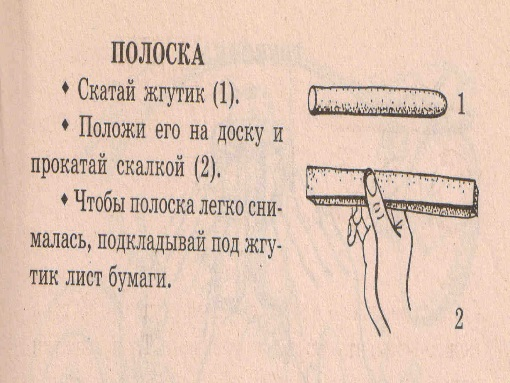 ПОЛОСКА
• Скатай жгутик (1).
• Положи его на доску и
прокатай скалкой (2).
• Чтобы полоска легко сни-
малась, подкладывай под жгу-
тик лист бумаги.
1
2